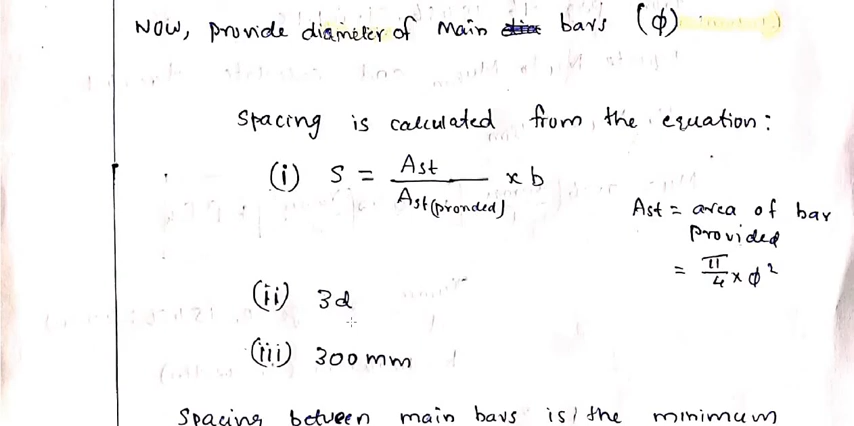 NOW, provide diameter of main bars (ϕ)
Spacing is calculated from the equation:
(i) S = Ast / Ast(provided) × b
Ast = area of bar
provided
= π/4 × ϕ²
(ii) 3d
(iii) 300 mm
Spacing between main bars is the minimum